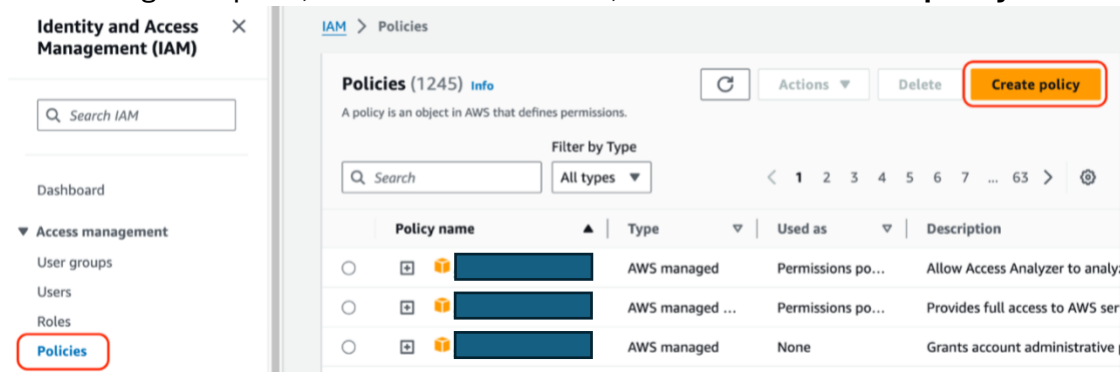 Identity and Access
Management (IAM)
Search IAM
Dashboard
Access management
User groups
Users
Roles
Policies
IAM > Policies
Policies (1245) Info
Actions
Delete
Create policy
A policy is an object in AWS that defines permissions.
Filter by Type
Search
All types
1 2 3 4 5 6 7 ... 63
Policy name Type Used as Description
AWS managed Permissions po... Allow Access Analyzer to analy
AWS managed ... Permissions po... Provides full access to AWS ser
AWS managed None Grants account administrative